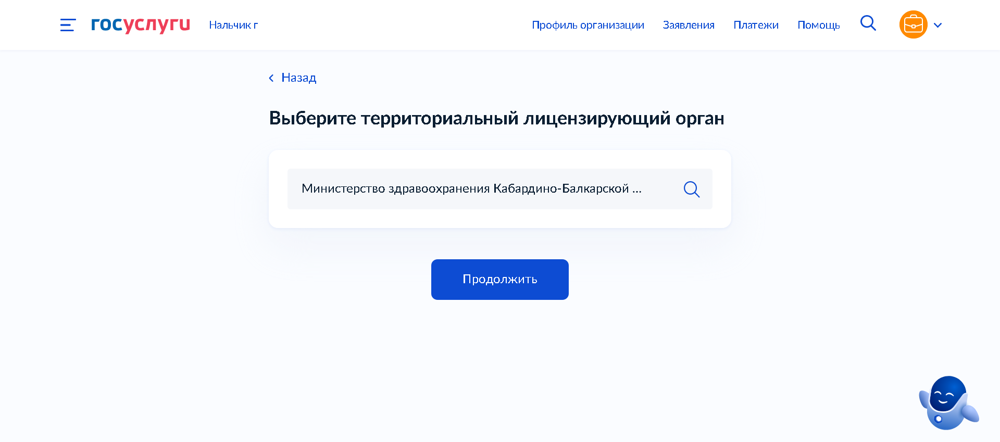 госуслуги Нальчик г Профиль организации Заявления Платежи Помощь
Назад
Выберите территориальный лицензирующий орган
Министерство здравоохранения Кабардино-Балкарской ...
Продолжить